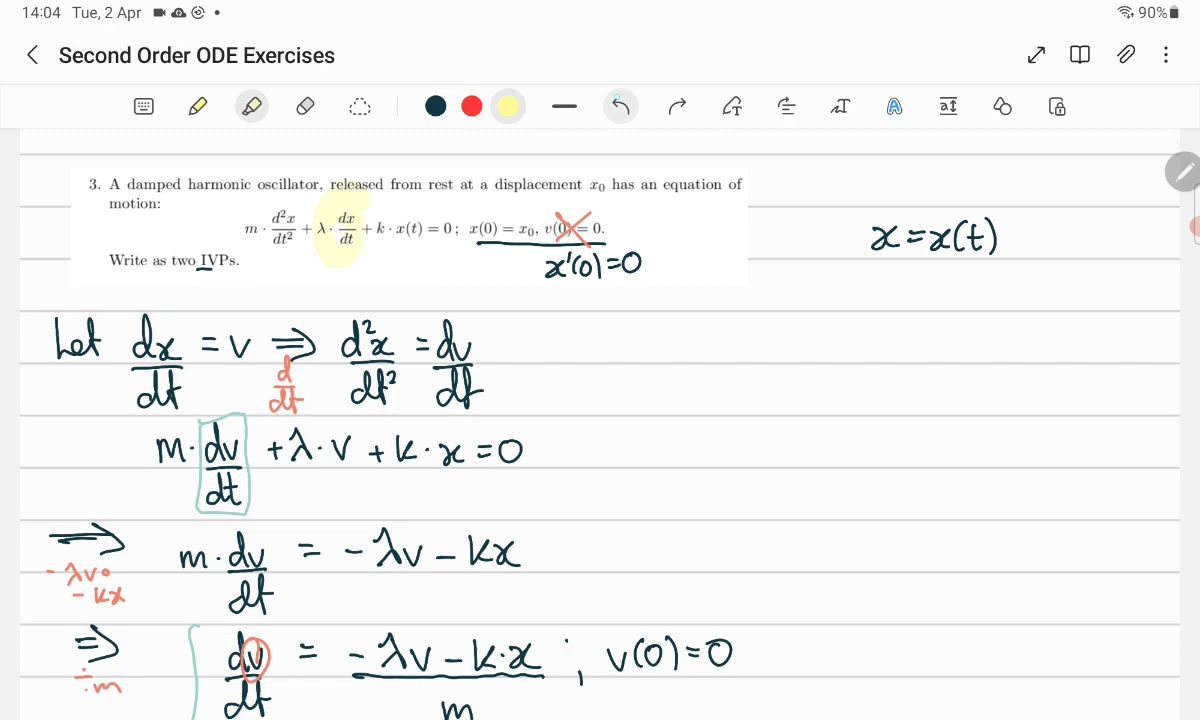 14:04 Tue, 2 Apr 90%
Second Order ODE Exercises
3. A damped harmonic oscillator, released from rest at a displacement x₀ has an equation of
motion:
m · d²x/dt² + λ · dx/dt + k · x(t) = 0 ; x(0) = x₀, v(0) = 0.
x'(0)=0
Write as two IVPs.
x = x(t)
Let dx/dt = v ⟹ d²x/dt² = dv/dt
d/dt
m · dv/dt + λ · v + k · x = 0
⟹ m · dv/dt = - λv - kx
- λv
- kx
⟹ dv/dt = (- λv - k · x)/m ; v(0) = 0
÷m